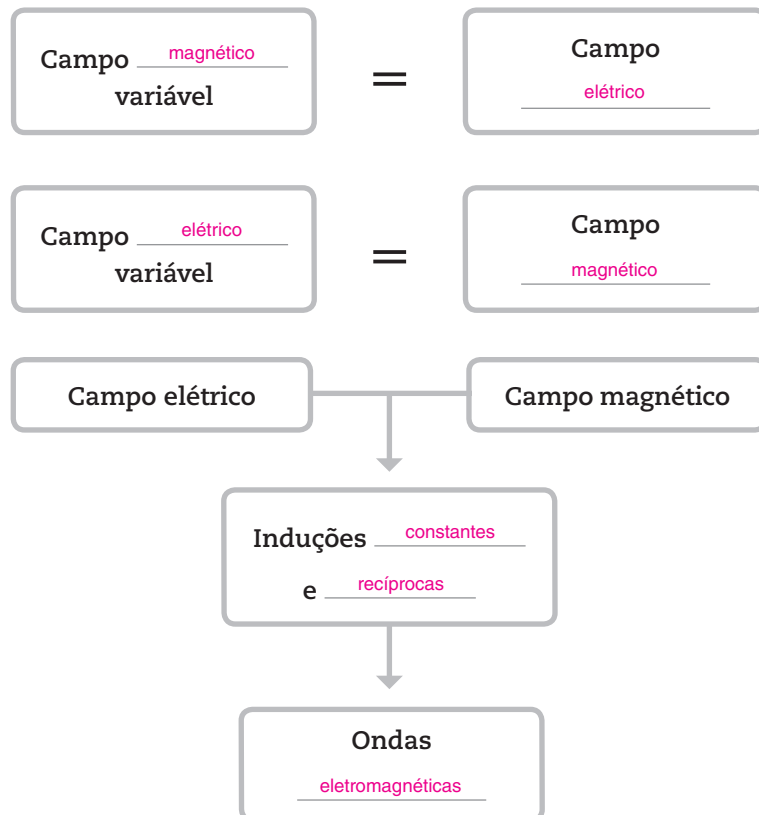 Campo magnético
variável
=
Campo
elétrico
Campo elétrico
variável
=
Campo
magnético
Campo elétrico
Campo magnético
Induções constantes
e recíprocas
Ondas
eletromagnéticas